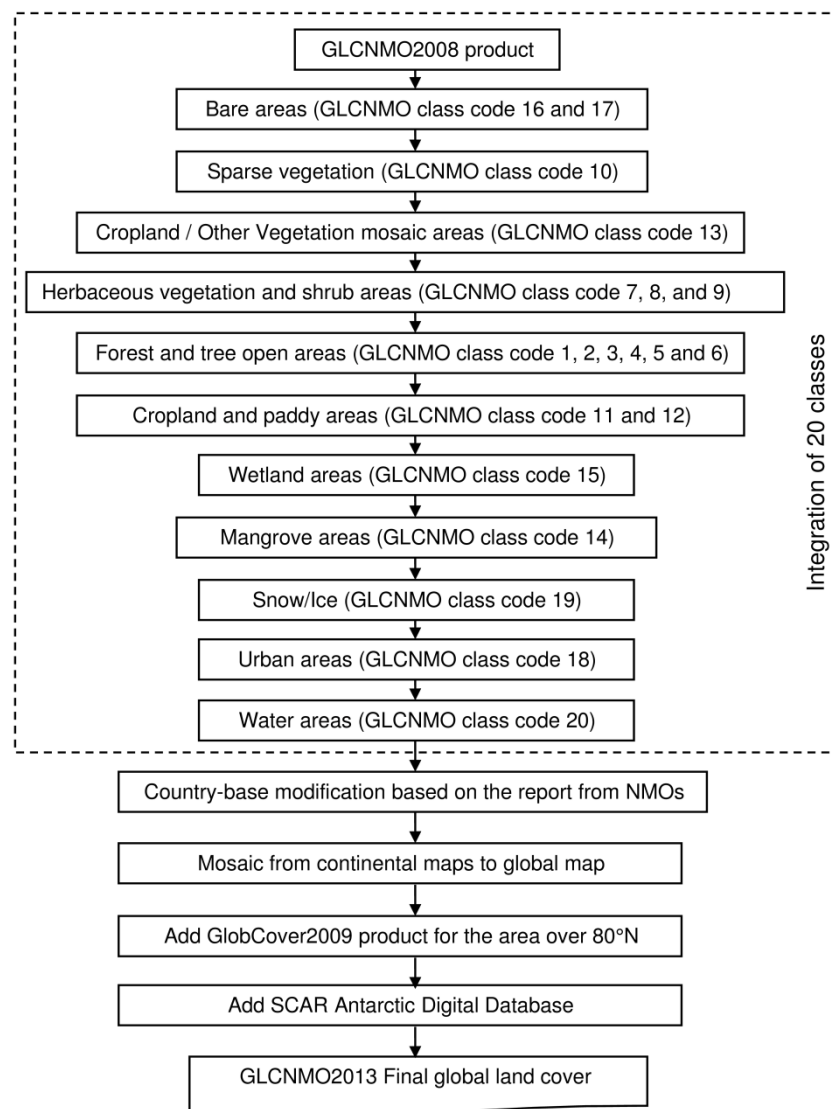 GLCNMO2008 product
Bare areas (GLCNMO class code 16 and 17)
Sparse vegetation (GLCNMO class code 10)
Cropland / Other Vegetation mosaic areas (GLCNMO class code 13)
Herbaceous vegetation and shrub areas (GLCNMO class code 7, 8, and 9)
Forest and tree open areas (GLCNMO class code 1, 2, 3, 4, 5 and 6)
Cropland and paddy areas (GLCNMO class code 11 and 12)
Wetland areas (GLCNMO class code 15)
Mangrove areas (GLCNMO class code 14)
Snow/Ice (GLCNMO class code 19)
Urban areas (GLCNMO class code 18)
Water areas (GLCNMO class code 20)
Integration of 20 classes
Country-base modification based on the report from NMOs
Mosaic from continental maps to global map
Add GlobCover2009 product for the area over 80°N
Add SCAR Antarctic Digital Database
GLCNMO2013 Final global land cover